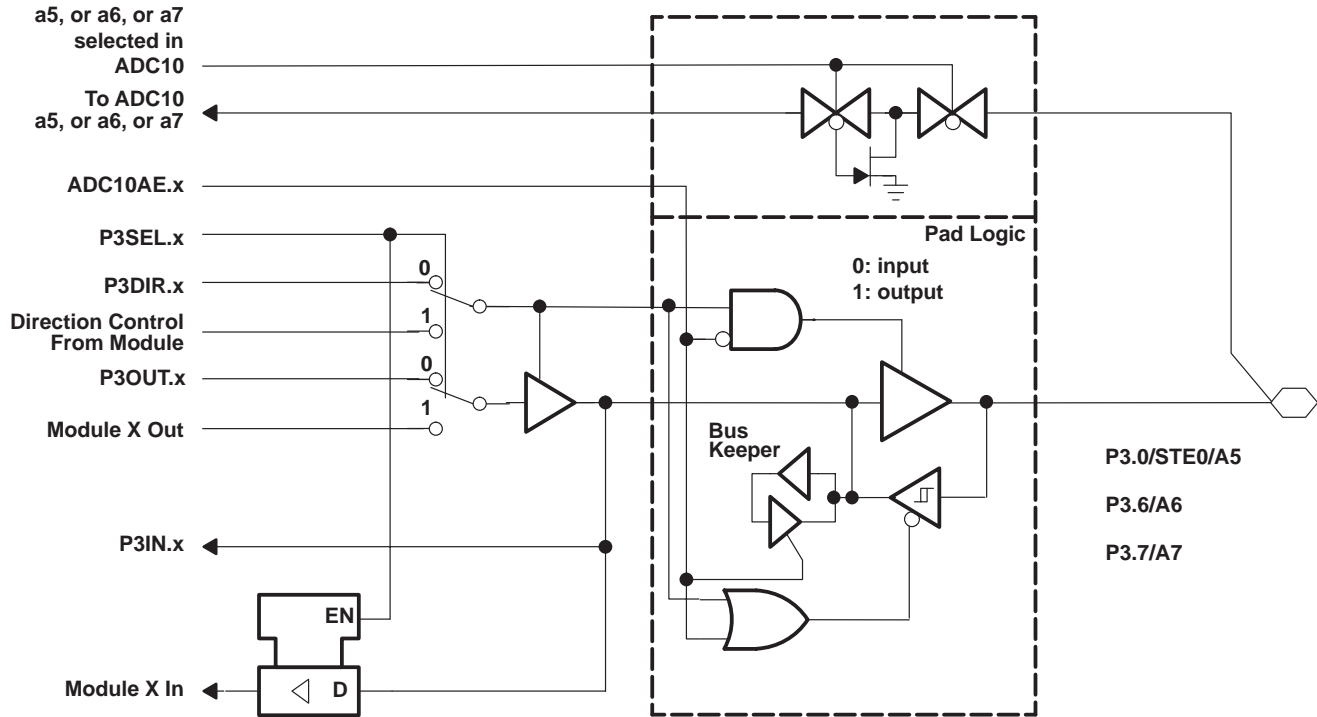 a5, or a6, or a7
selected in
ADC10
To ADC10
a5, or a6, or a7
ADC10AE.x
P3SEL.x
Pad Logic
0: input
1: output
0
P3DIR.x
1
Direction Control
From Module
0
P3OUT.x
1
Module X Out
Bus
Keeper
P3.0/STE0/A5
P3.6/A6
P3.7/A7
P3IN.x
EN
Module X In
D